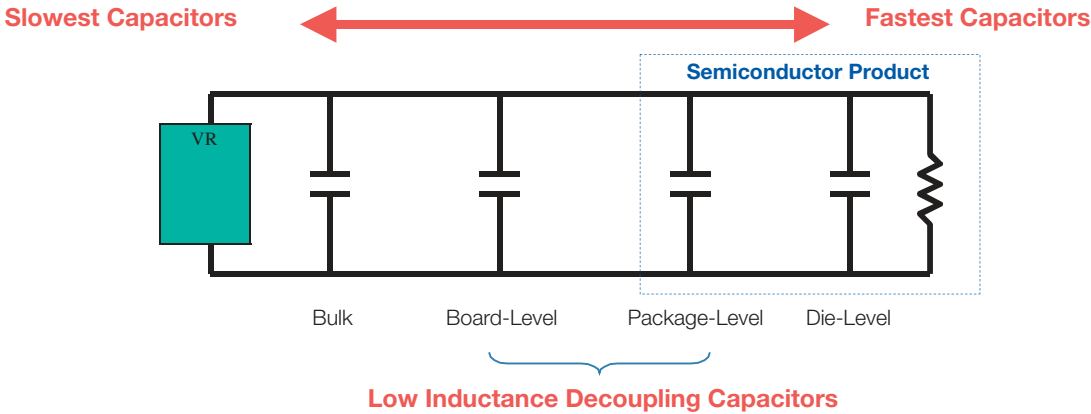 Slowest Capacitors
Fastest Capacitors
Semiconductor Product
VR
Bulk
Board-Level
Package-Level
Die-Level
Low Inductance Decoupling Capacitors